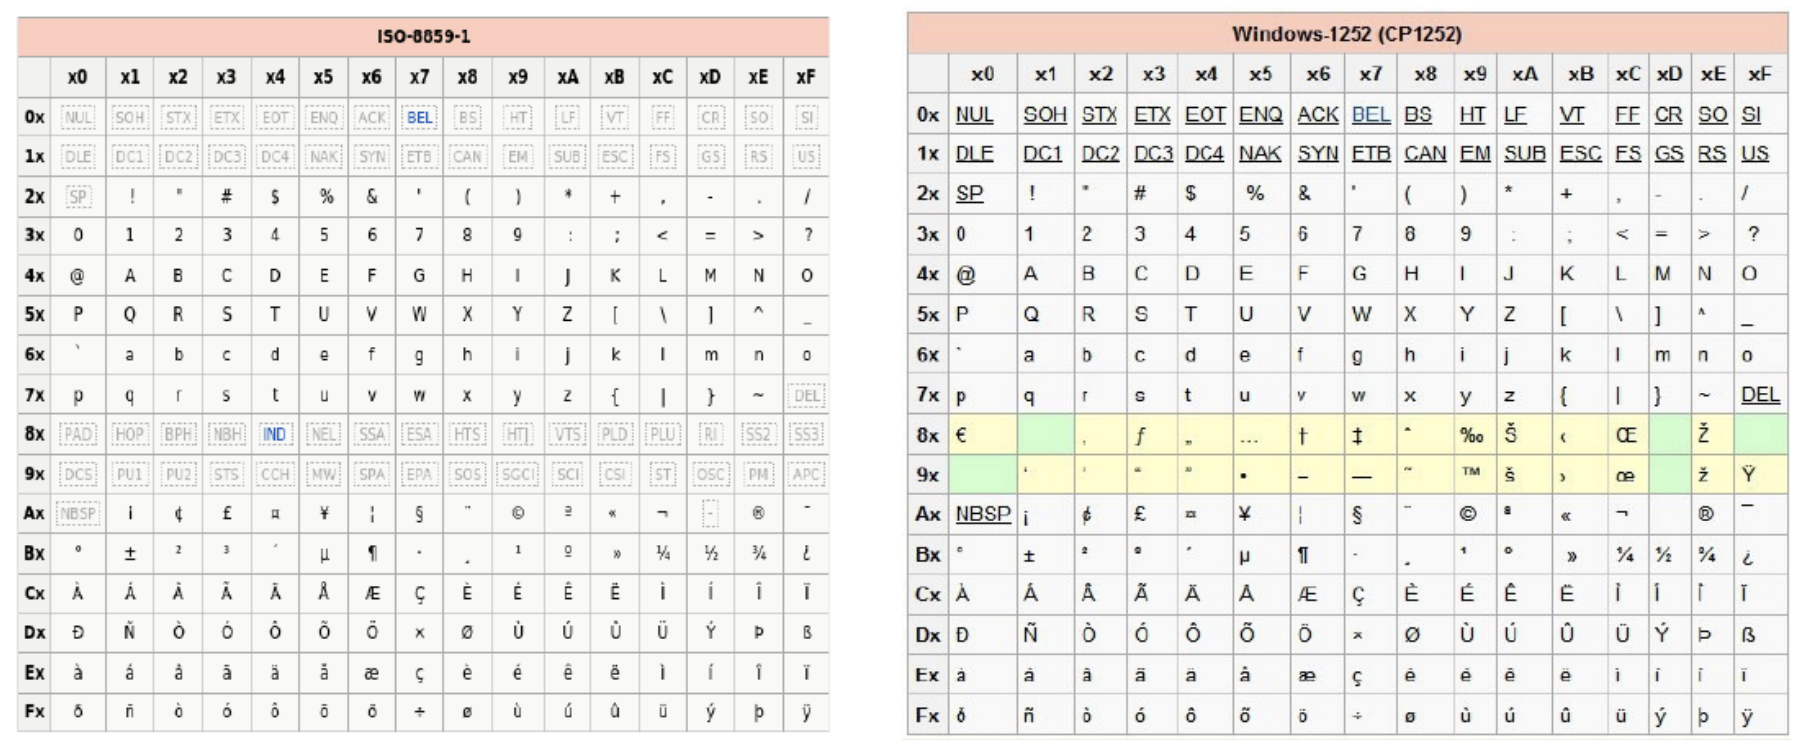 ISO-8859-1
x0 x1 x2 x3 x4 x5 x6 x7 x8 x9 xA xB xC xD xE xF
0x NUL SOH STX ETX EOT ENQ ACK BEL BS HT LF VT FF CR SO SI
1x DLE DC1 DC2 DC3 DC4 NAK SYN ETB CAN EM SUB ESC FS GS RS US
2x SP ! " # $ % & ' ( ) * + , - . /
3x 0 1 2 3 4 5 6 7 8 9 : ; < = > ?
4x @ A B C D E F G H I J K L M N O
5x P Q R S T U V W X Y Z [ \ ] ^ _
6x ` a b c d e f g h i j k l m n o
7x p q r s t u v w x y z { | } ~ DEL
8x PAD HOP BPH NBH IND NEL SSA ESA HTS HTJ VTS PLD PLU RI SS2 SS3
9x DCS PU1 PU2 STS CCH MW SPA EPA SOS SGCI SCI CSI ST OSC PM APC
Ax NBSP ¡ ¢ £ ¤ ¥ ¦ § ¨ © ª « ¬ - ® ¯
Bx ° ± ² ³ ´ µ ¶ · ¸ ¹ º » ¼ ½ ¾ ¿
Cx À Á Â Ã Ä Å Æ Ç È É Ê Ë Ì Í Î Ï
Dx Ð Ñ Ò Ó Ô Õ Ö × Ø Ù Ú Û Ü Ý Þ ß
Ex à á â ã ä å æ ç è é ê ë ì í î ï
Fx ð ñ ò ó ô õ ö ÷ ø ù ú û ü ý þ ÿ
Windows-1252 (CP1252)
x0 x1 x2 x3 x4 x5 x6 x7 x8 x9 xA xB xC xD xE xF
0x NUL SOH STX ETX EOT ENQ ACK BEL BS HT LF VT FF CR SO SI
1x DLE DC1 DC2 DC3 DC4 NAK SYN ETB CAN EM SUB ESC FS GS RS US
2x SP ! " # $ % & ' ( ) * + , - . /
3x 0 1 2 3 4 5 6 7 8 9 : ; < = > ?
4x @ A B C D E F G H I J K L M N O
5x P Q R S T U V W X Y Z [ \ ] ^ _
6x ` a b c d e f g h i j k l m n o
7x p q r s t u v w x y z { | } ~ DEL
8x € ‚ ƒ „ … † ‡ ˆ ‰ Š ‹ Œ Ž
9x ‘ ’ “ ” • – — ˜ ™ š › œ ž Ÿ
Ax NBSP ¡ ¢ £ ¤ ¥ ¦ § ¨ © ª « ¬ ® ¯
Bx ° ± ² ³ ´ µ ¶ · ¸ ¹ º » ¼ ½ ¾ ¿
Cx À Á Â Ã Ä Å Æ Ç È É Ê Ë Ì Í Î Ï
Dx Ð Ñ Ò Ó Ô Õ Ö × Ø Ù Ú Û Ü Ý Þ ß
Ex à á â ã ä å æ ç è é ê ë ì í î ï
Fx ð ñ ò ó ô õ ö ÷ ø ù ú û ü ý þ ÿ